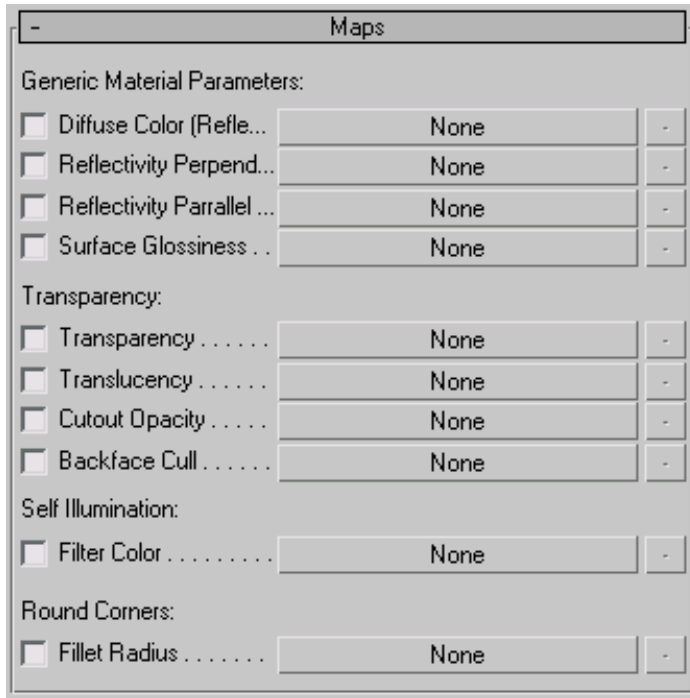 - Maps
Generic Material Parameters:
Diffuse Color (Refle... None -
Reflectivity Perpend... None -
Reflectivity Parrallel ... None -
Surface Glossiness . . None -
Transparency:
Transparency . . . . . . None -
Translucency . . . . . . None -
Cutout Opacity . . . . . None -
Backface Cull . . . . . . None -
Self Illumination:
Filter Color . . . . . . . . . None -
Round Corners:
Fillet Radius . . . . . . . None -